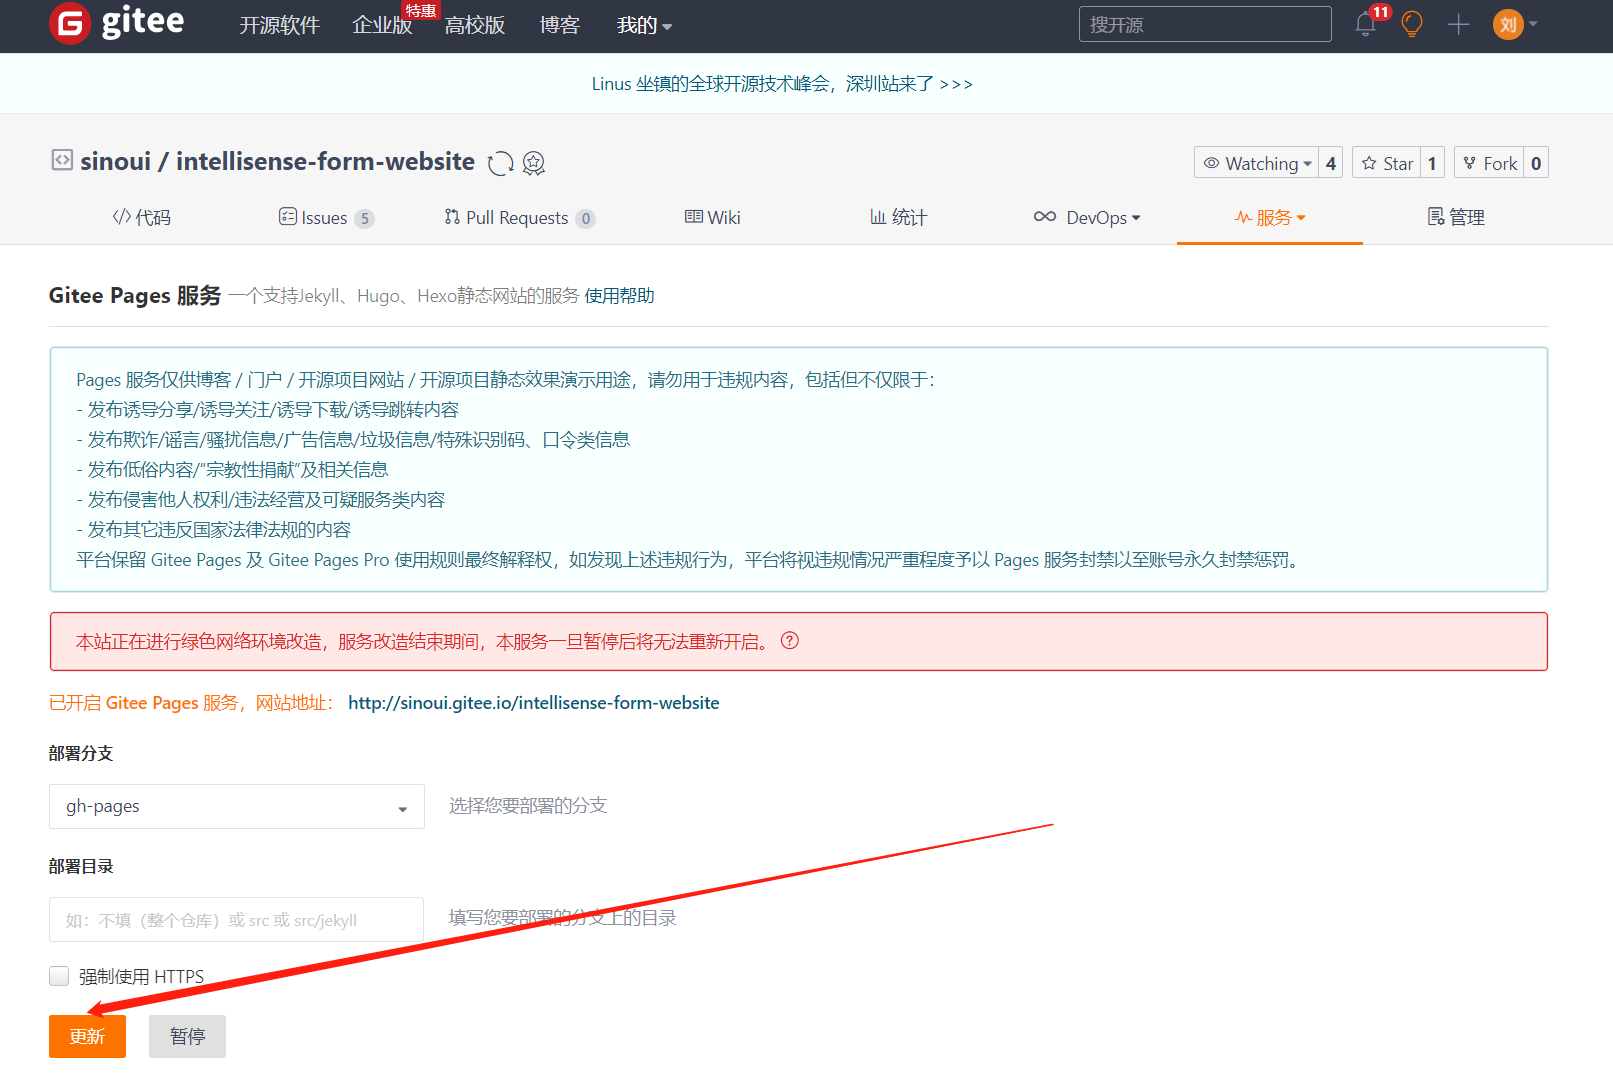 gitee 开源软件 企业版 特惠 高校版 博客 我的 搜开源 11 刘
Linus 坐镇的全球开源技术峰会，深圳站来了 >>>
sinoui / intellisense-form-website Watching 4 Star 1 Fork 0
代码 Issues 5 Pull Requests 0 Wiki 统计 DevOps 服务 管理
Gitee Pages 服务 一个支持Jekyll、Hugo、Hexo静态网站的服务 使用帮助
Pages 服务仅供博客 / 门户 / 开源项目网站 / 开源项目静态效果演示用途，请勿用于违规内容，包括但不仅限于：
- 发布诱导分享/诱导关注/诱导下载/诱导跳转内容
- 发布欺诈/谣言/骚扰信息/广告信息/垃圾信息/特殊识别码、口令类信息
- 发布低俗内容/“宗教性捐献”及相关信息
- 发布侵害他人权利/违法经营及可疑服务类内容
- 发布其它违反国家法律法规的内容
平台保留 Gitee Pages 及 Gitee Pages Pro 使用规则最终解释权，如发现上述违规行为，平台将视违规情况严重程度予以 Pages 服务封禁以至账号永久封禁惩罚。
本站正在进行绿色网络环境改造，服务改造结束期间，本服务一旦暂停后将无法重新开启。
已开启 Gitee Pages 服务，网站地址： http://sinoui.gitee.io/intellisense-form-website
部署分支
gh-pages 选择您要部署的分支
部署目录
如：不填（整个仓库）或 src 或 src/jekyll 填写您要部署的分支上的目录
强制使用 HTTPS
更新 暂停